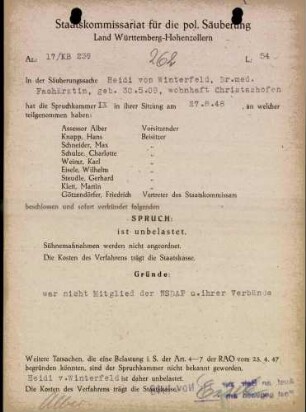 Staatskommissariat für die pol. Säuberung
Land Württemberg-Hohenzollern
Az: 17/KB 239
262
L. 54.
In der Säuberungssache Heidi von Winterfeld, Dr.med.
Fachärztin, geb. 30.5.09, wohnhaft Christazhofen
hat die Spruchkammer IX in ihrer Sitzung am 27.8.48 an welcher
teilgenommen haben:
Assessor Alber Vorsitzender
Knapp, Hans Beisitzer
Schneider, Max "
Schulze, Charlotte "
Weiner, Karl "
Eisele, Wilhelm "
Steudle, Gerhard "
Klett, Martin "
Götzendörfer, Friedrich Vertreter des Staatskommissars
beschlossen und sofort verkündet folgenden
SPRUCH:
ist unbelastet.
Sühnemaßnahmen werden nicht angeordnet.
Die Kosten des Verfahrens trägt die Staatskasse.
Gründe:
war nicht Mitglied der NSDAP u.ihrer Verbände
Weitere Tatsachen, die eine Belastung i. S. der Art. 4—7 der RAO vom 23. 4. 47
begründen könnten, sind der Spruchkammer nicht bekannt geworden.
Heidi v.Winterfeld ist daher unbelastet.
Die Kosten des Verfahrens trägt die Staatskasse.
Alber